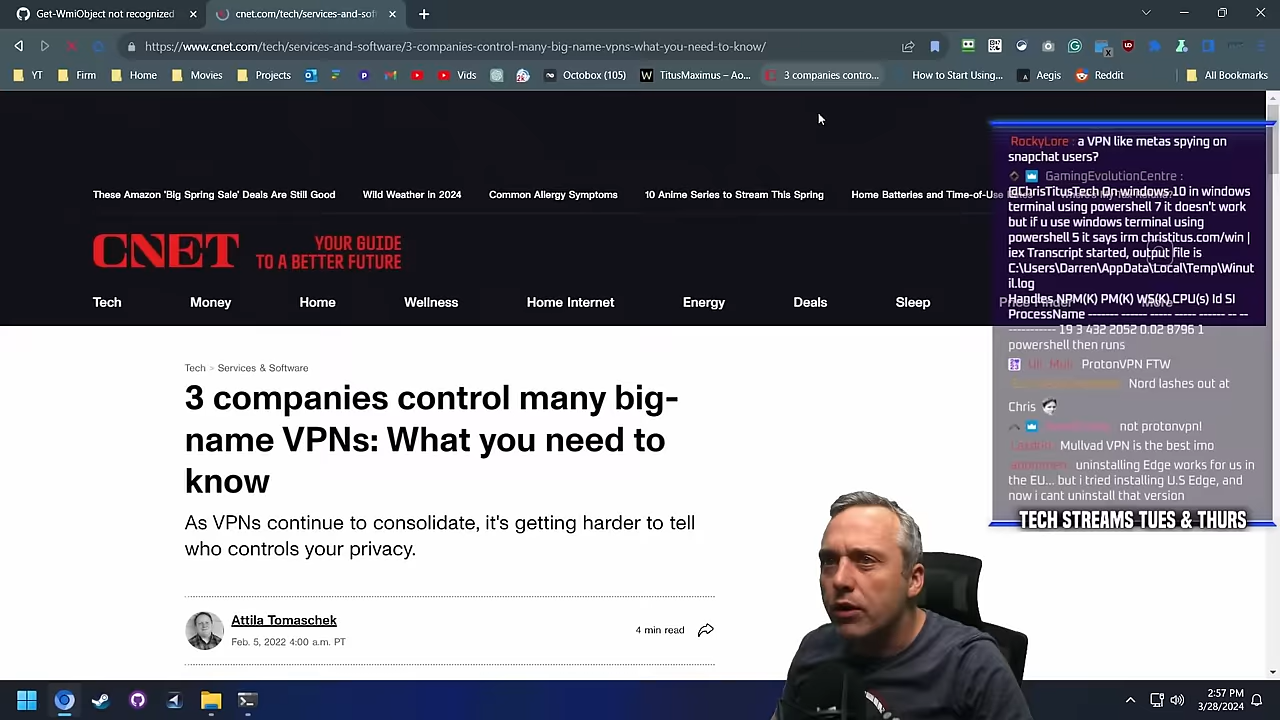 Get-WmiObject not recognized
cnet.com/tech/services-and-sof
https://www.cnet.com/tech/services-and-software/3-companies-control-many-big-name-vpns-what-you-need-to-know/
YT
Firm
Home
Movies
Projects
Vids
Octobox (105)
TitusMaximus – Ao...
3 companies contro...
How to Start Using...
Aegis
Reddit
All Bookmarks
These Amazon 'Big Spring Sale' Deals Are Still Good
Wild Weather in 2024
Common Allergy Symptoms
10 Anime Series to Stream This Spring
Home Batteries and Time-of-Use
CNET
YOUR GUIDE
TO A BETTER FUTURE
Tech
Money
Home
Wellness
Home Internet
Energy
Deals
Sleep
Price Finder
More
Tech > Services & Software
3 companies control many big-
name VPNs: What you need to
know
As VPNs continue to consolidate, it's getting harder to tell
who controls your privacy.
Attila Tomaschek
Feb. 5, 2022 4:00 a.m. PT
4 min read
RockyLore : a VPN like metas spying on
snapchat users?
GamingEvolutionCentre :
@ChrisTitusTech On windows 10 in windows
terminal using powershell 7 it doesn't work
but if u use windows terminal using
powershell 5 it says irm christitus.com/win |
iex Transcript started, output file is
C:\Users\Darren\AppData\Local\Temp\Winut
il.log
Handles NPM(K) PM(K) WS(K) CPU(s) Id SI
ProcessName ------- ------ ----- ----- ------ -- --
----------- 19 3 432 2052 0.02 8796 1
powershell then runs
ProtonVPN FTW
Nord lashes out at
Chris
not protonvpn!
Mullvad VPN is the best imo
uninstalling Edge works for us in
the EU... but i tried installing U.S Edge, and
now i cant uninstall that version
TECH STREAMS TUES & THURS
2:57 PM
3/28/2024